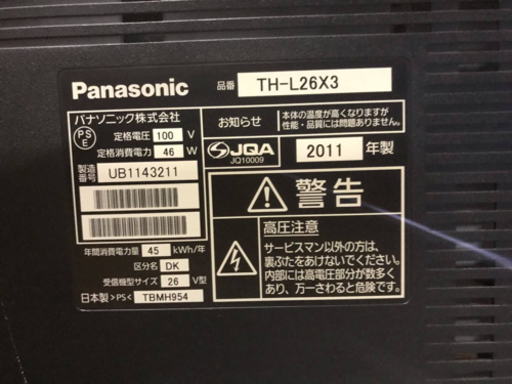 Panasonic 品番 TH-L26X3
パナソニック株式会社
PSE 定格電圧 100 V
定格消費電力 46 W
製造番号 UB1143211
年間消費電力量 45 kWh/年
区分名 DK
受信機型サイズ 26 V型
日本製 >PS< TBMH954
お知らせ 本体の温度が高くなりますが
性能・品質には問題ありません。
JQA
JQ10009
2011 年製
警告
高圧注意
サービスマン以外の方は、
裏ぶたをあけないでください。
内部には高電圧部分が数多く
あり、万一さわると危険です。